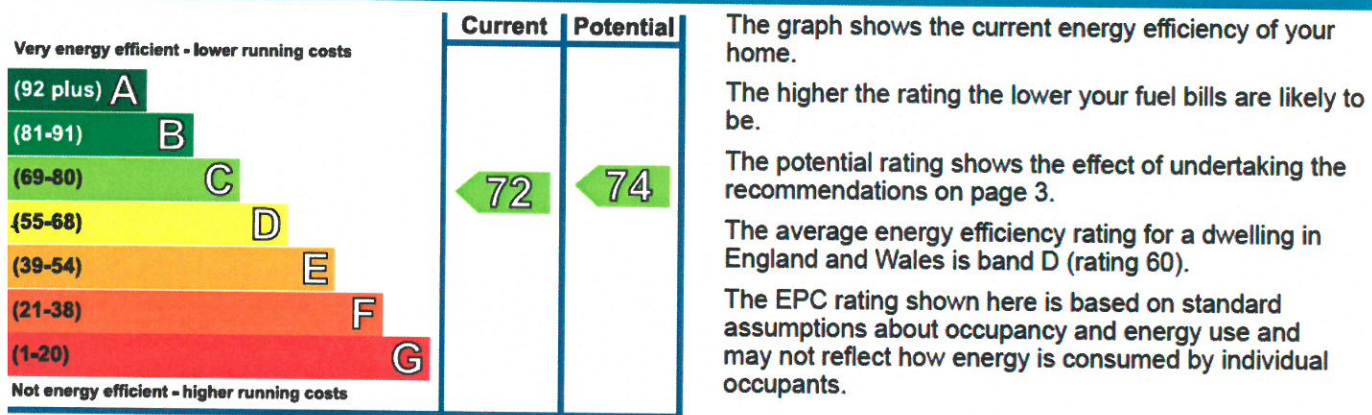 Current Potential
Very energy efficient - lower running costs
(92 plus) A
(81-91) B
(69-80) C
72 74
(55-68) D
(39-54) E
(21-38) F
(1-20) G
Not energy efficient - higher running costs
The graph shows the current energy efficiency of your
home.
The higher the rating the lower your fuel bills are likely to
be.
The potential rating shows the effect of undertaking the
recommendations on page 3.
The average energy efficiency rating for a dwelling in
England and Wales is band D (rating 60).
The EPC rating shown here is based on standard
assumptions about occupancy and energy use and
may not reflect how energy is consumed by individual
occupants.